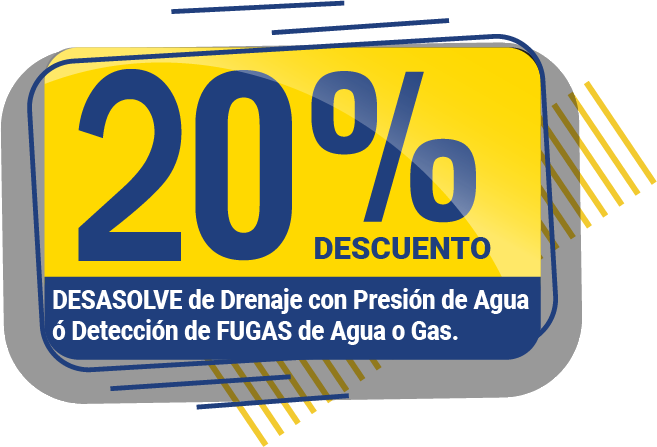 20%
DESCUENTO
DESASOLVE de Drenaje con Presión de Agua
ó Detección de FUGAS de Agua o Gas.